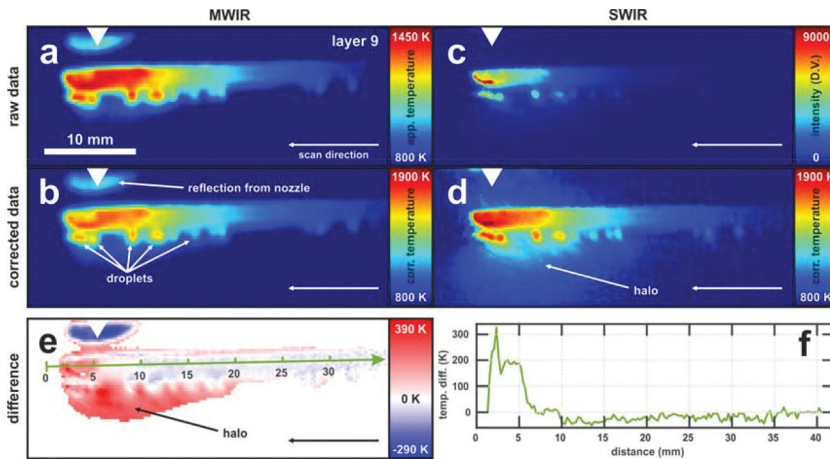 MWIR
SWIR
raw data
a
layer 9
1450 K
app. temperature
800 K
10 mm
scan direction
c
9000
intensity (D.V.)
0
corrected data
b
reflection from nozzle
droplets
1900 K
corr. temperature
800 K
d
halo
1900 K
corr. temperature
800 K
difference
e
0 5 10 15 20 25 30
halo
390 K
0 K
-290 K
f
temp. diff. (K)
300
200
100
0
0 5 10 15 20 25 30 35 40
distance (mm)